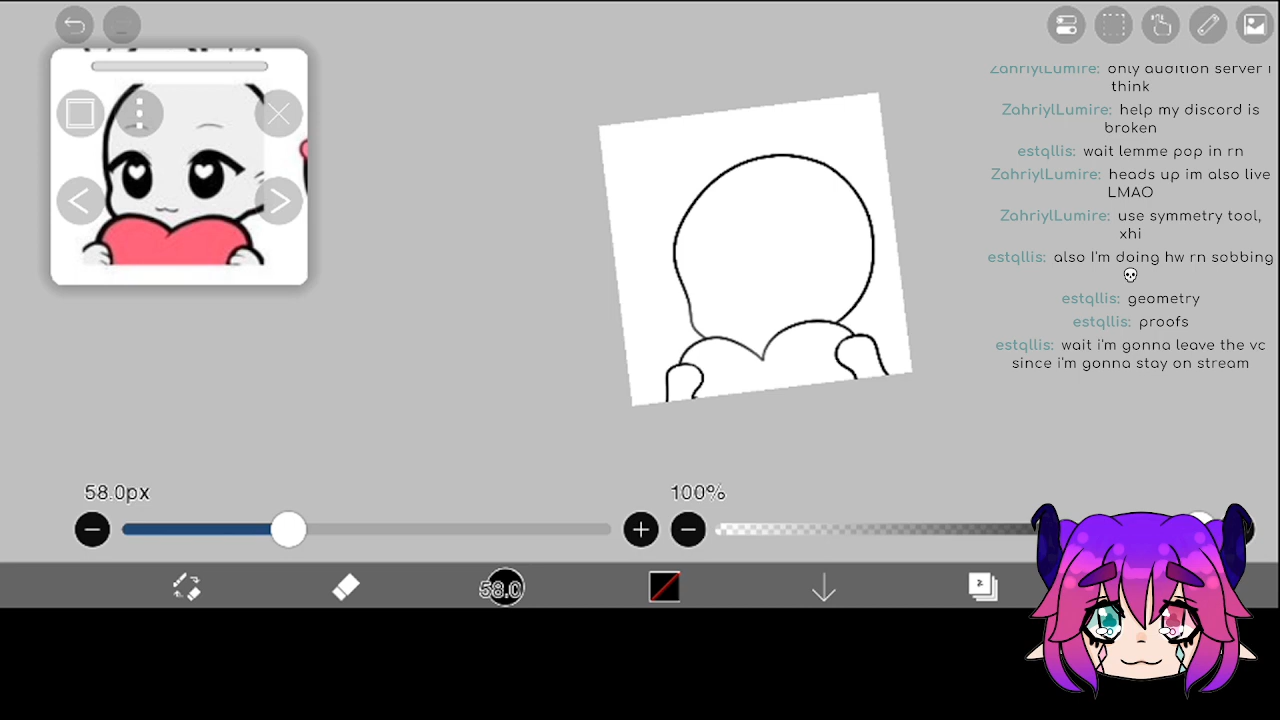 ZahriylLumire: only audition server i
think
ZahriylLumire: help my discord is
broken
estqllis: wait lemme pop in rn
ZahriylLumire: heads up im also live
LMAO
ZahriylLumire: use symmetry tool,
xhi
estqllis: also I'm doing hw rn sobbing
💀
estqllis: geometry
estqllis: proofs
estqllis: wait i'm gonna leave the vc
since i'm gonna stay on stream
58.0px
100%
58.0
2